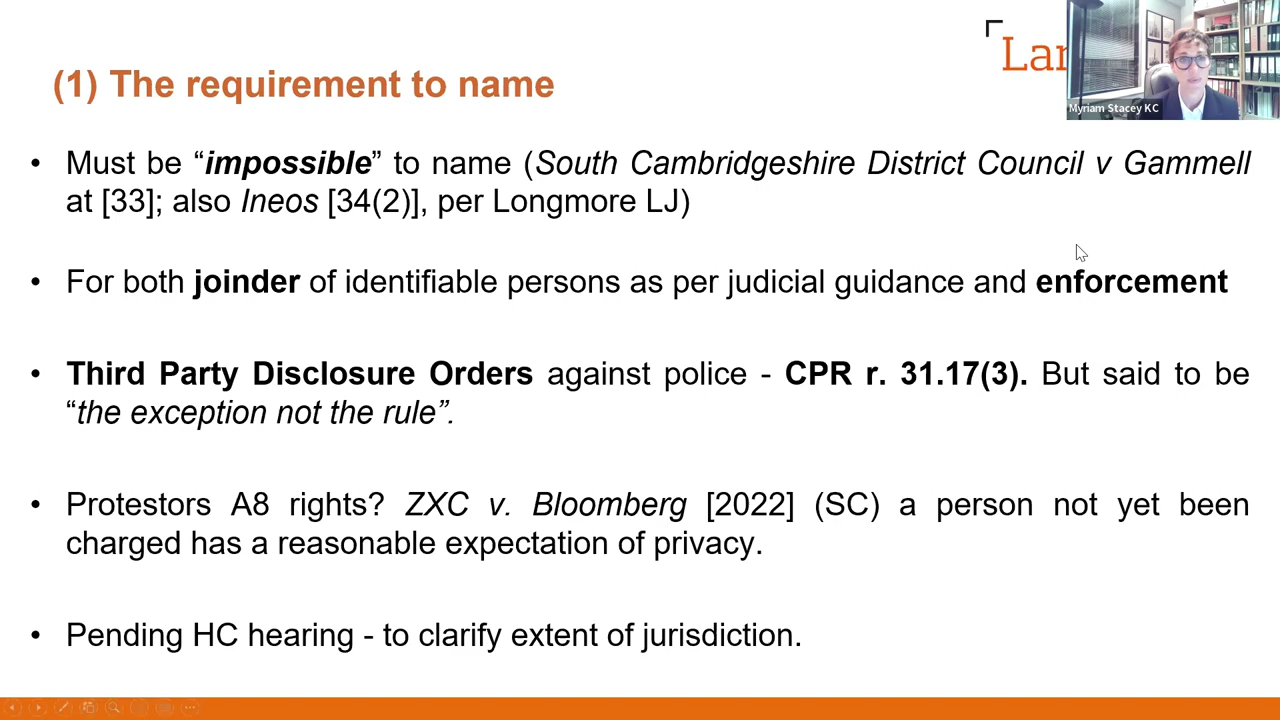 (1) The requirement to name
Lan
Myriam Stacey KC
• Must be “impossible” to name (South Cambridgeshire District Council v Gammell
at [33]; also Ineos [34(2)], per Longmore LJ)
• For both joinder of identifiable persons as per judicial guidance and enforcement
• Third Party Disclosure Orders against police - CPR r. 31.17(3). But said to be
“the exception not the rule”.
• Protestors A8 rights? ZXC v. Bloomberg [2022] (SC) a person not yet been
charged has a reasonable expectation of privacy.
• Pending HC hearing - to clarify extent of jurisdiction.